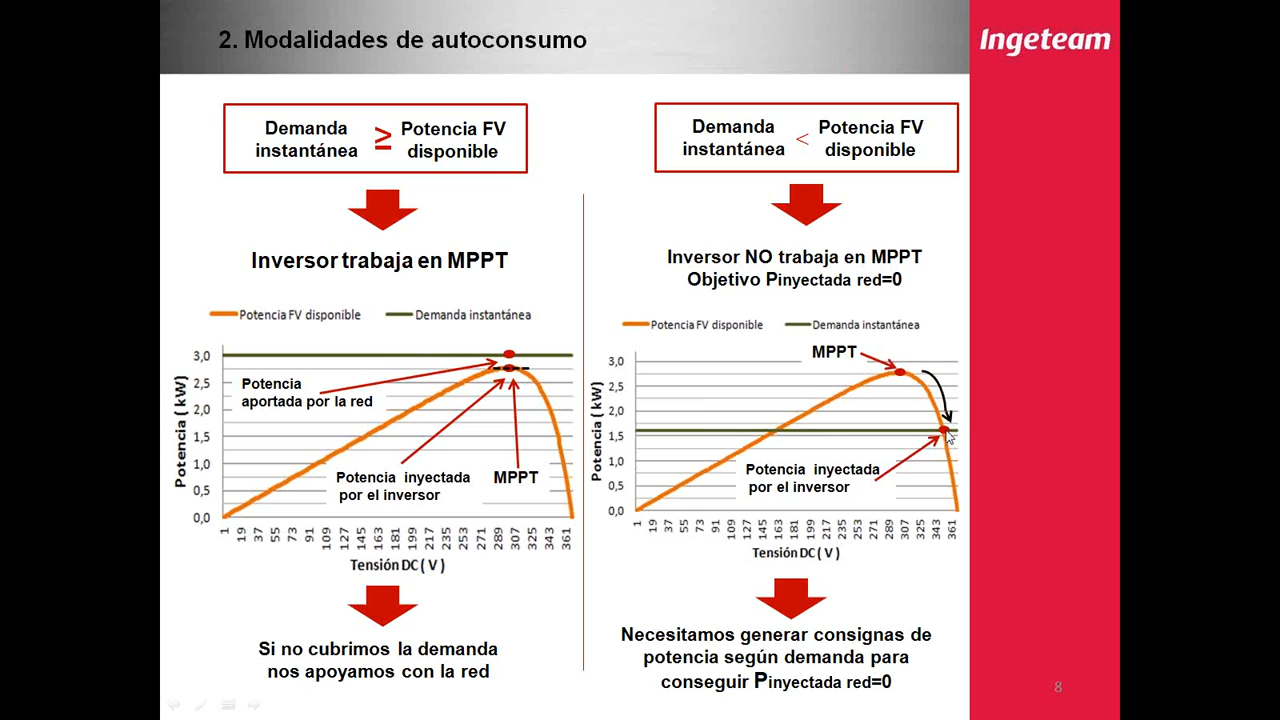 2. Modalidades de autoconsumo
Ingeteam
Demanda
instantánea
≥
Potencia FV
disponible
Inversor trabaja en MPPT
Potencia FV disponible
Demanda instantánea
Potencia ( kW)
3,0
2,5
2,0
1,5
1,0
0,5
0,0
Potencia
aportada por la red
Potencia inyectada
por el inversor
MPPT
1 19 37 55 73 91 109 127 145 163 181 199 217 235 253 271 289 307 325 343 361
Tensión DC ( V )
Si no cubrimos la demanda
nos apoyamos con la red
Demanda
instantánea
<
Potencia FV
disponible
Inversor NO trabaja en MPPT
Objetivo Pinyectada red=0
Potencia FV disponible
Demanda instantánea
Potencia ( kW)
3,0
2,5
2,0
1,5
1,0
0,5
0,0
MPPT
Potencia inyectada
por el inversor
1 19 37 55 73 91 109 127 145 163 181 199 217 235 253 271 289 307 325 343 361
Tensión DC ( V )
Necesitamos generar consignas de
potencia según demanda para
conseguir Pinyectada red=0
8